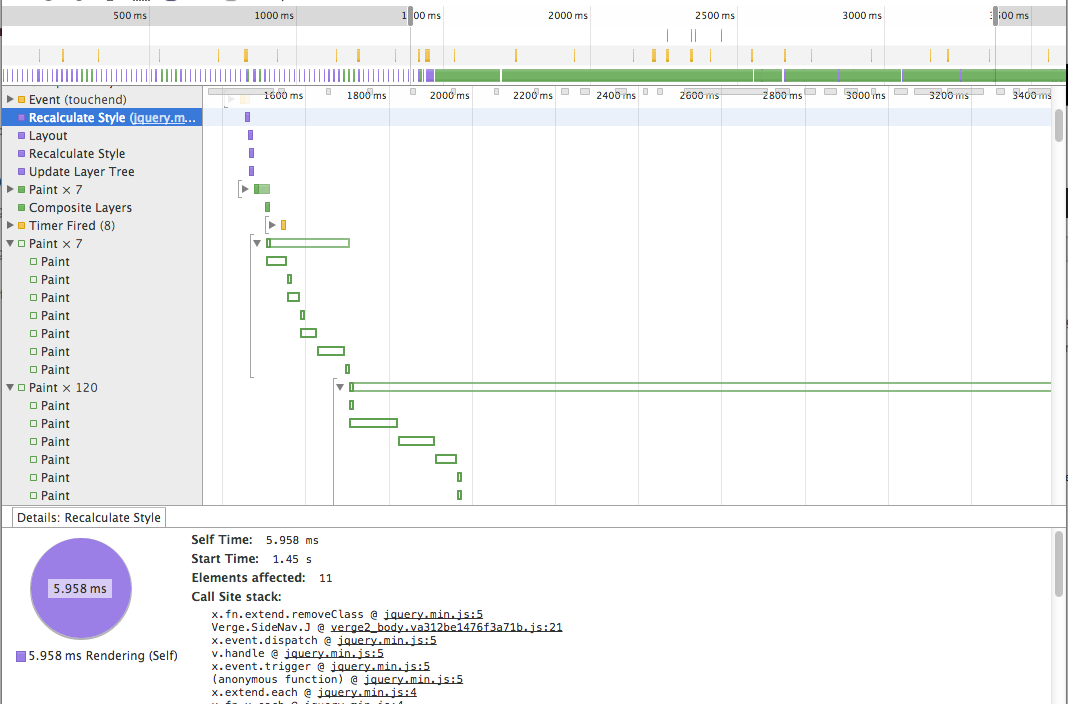 500 ms 1000 ms 00 ms 2000 ms 2500 ms 3000 ms 500 ms
1600 ms 1800 ms 2000 ms 2200 ms 2400 ms 2600 ms 2800 ms 3000 ms 3200 ms 3400 ms
Event (touchend)
Recalculate Style (jquery.m...
Layout
Recalculate Style
Update Layer Tree
Paint × 7
Composite Layers
Timer Fired (8)
Paint × 7
Paint
Paint
Paint
Paint
Paint
Paint
Paint
Paint × 120
Paint
Paint
Paint
Paint
Paint
Paint
Details: Recalculate Style
5.958 ms
5.958 ms Rendering (Self)
Self Time: 5.958 ms
Start Time: 1.45 s
Elements affected: 11
Call Site stack:
x.fn.extend.removeClass @ jquery.min.js:5
Verge.SideNav.J @ verge2_body.va312be1476f3a71b.js:21
x.event.dispatch @ jquery.min.js:5
v.handle @ jquery.min.js:5
x.event.trigger @ jquery.min.js:5
(anonymous function) @ jquery.min.js:5
x.extend.each @ jquery.min.js:4
x.fn.x.each @ jquery.min.js:4